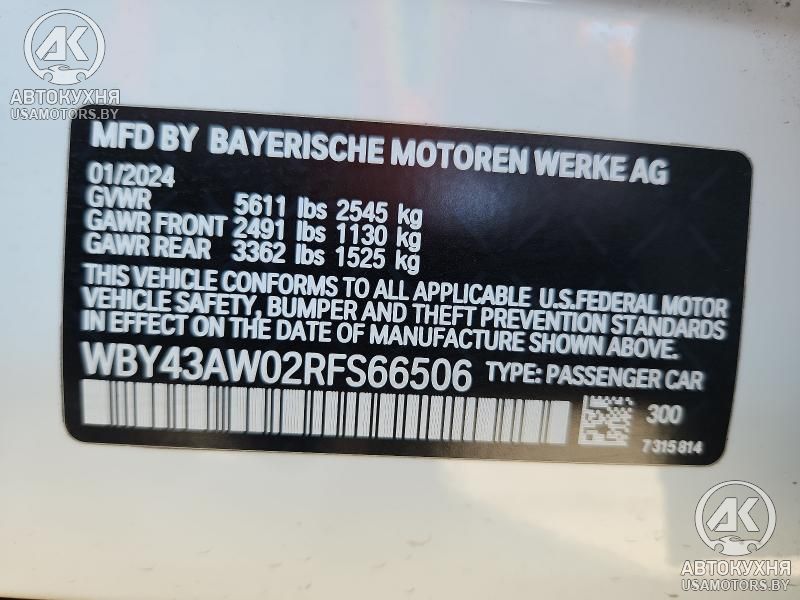 AK
АВТОКУХНЯ
USAMOTORS.BY
MFD BY BAYERISCHE MOTOREN WERKE AG
01/2024
GVWR 5611 lbs 2545 kg
GAWR FRONT 2491 lbs 1130 kg
GAWR REAR 3362 lbs 1525 kg
THIS VEHICLE CONFORMS TO ALL APPLICABLE U.S.FEDERAL MOTOR
VEHICLE SAFETY, BUMPER AND THEFT PREVENTION STANDARDS
IN EFFECT ON THE DATE OF MANUFACTURE SHOWN ABOVE:
WBY43AW02RFS66506 TYPE: PASSENGER CAR
300
7315814
AK
АВТОКУХНЯ
USAMOTORS.BY